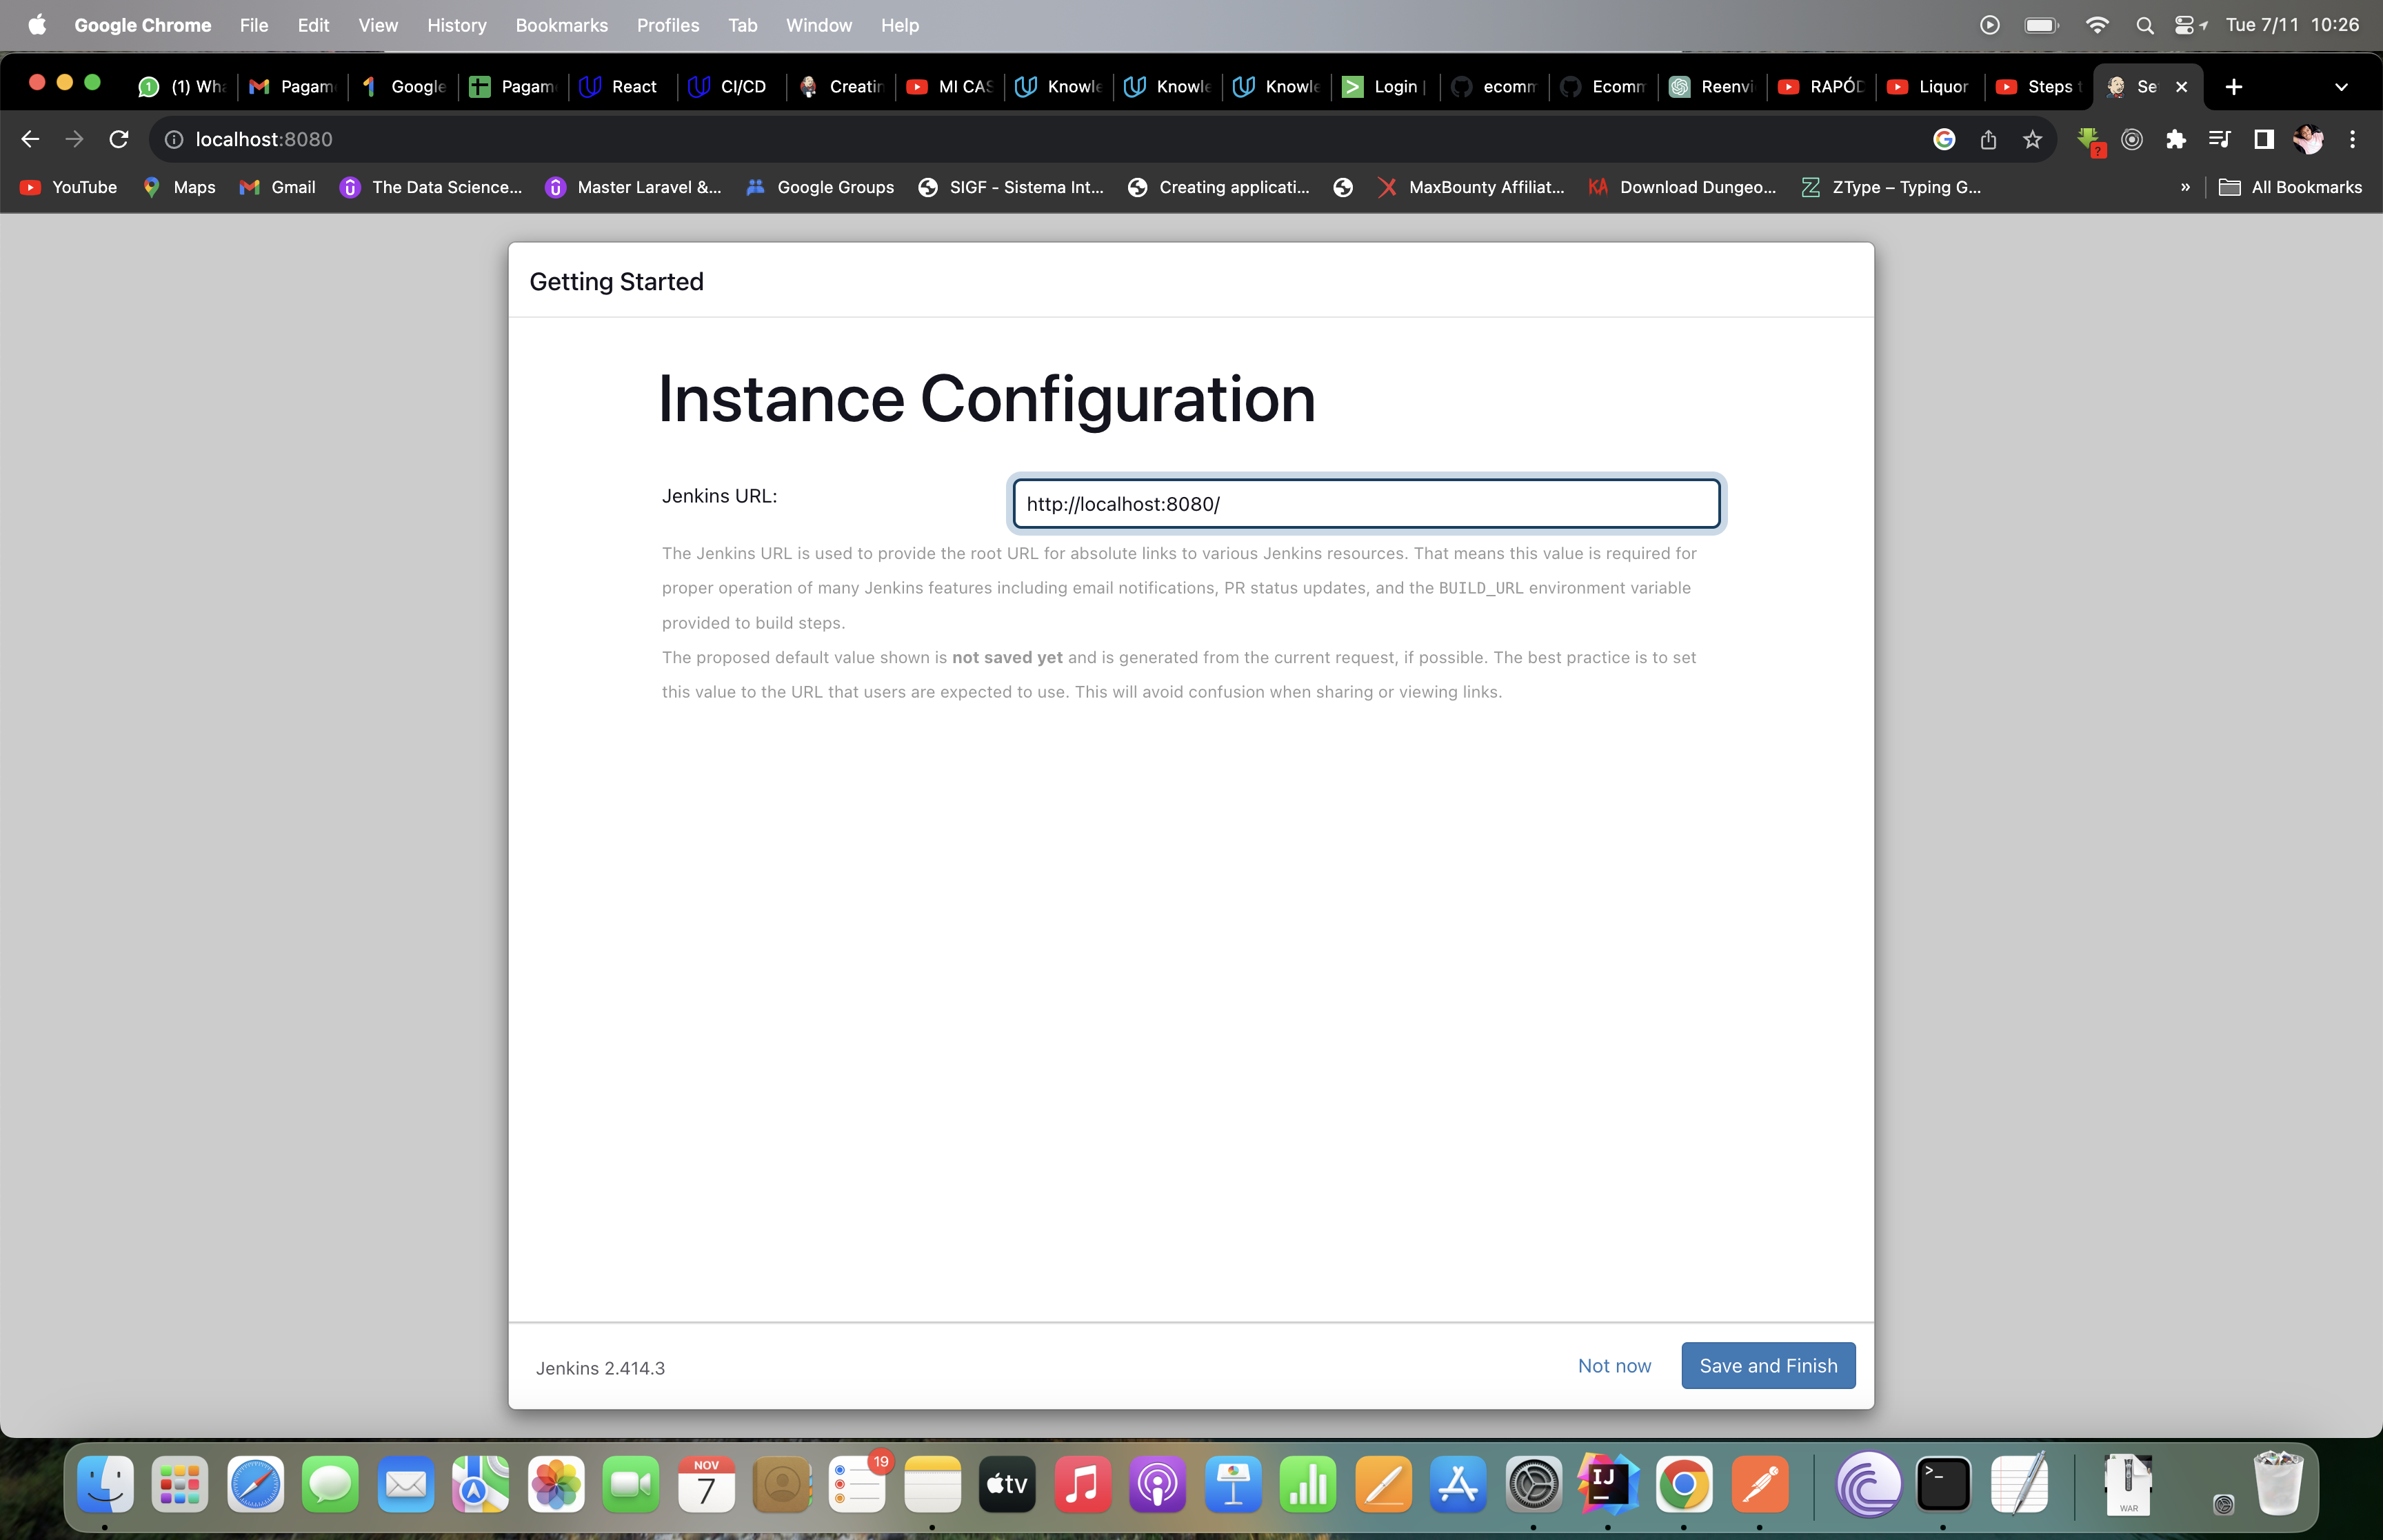 Google Chrome File Edit View History Bookmarks Profiles Tab Window Help Tue 7/11 10:26
(1) Wha Pagam Google Pagam React CI/CD Creatin MI CAS Knowle Knowle Knowle Login ecomm Ecomm Reenvi RAPÓD Liquor Steps t Se
localhost:8080
YouTube Maps Gmail The Data Science... Master Laravel &... Google Groups SIGF - Sistema Int... Creating applicati... MaxBounty Affiliat... KA Download Dungeo... ZType – Typing G... » All Bookmarks
Getting Started
Instance Configuration
Jenkins URL: http://localhost:8080/
The Jenkins URL is used to provide the root URL for absolute links to various Jenkins resources. That means this value is required for
proper operation of many Jenkins features including email notifications, PR status updates, and the BUILD_URL environment variable
provided to build steps.
The proposed default value shown is not saved yet and is generated from the current request, if possible. The best practice is to set
this value to the URL that users are expected to use. This will avoid confusion when sharing or viewing links.
Jenkins 2.414.3 Not now Save and Finish
NOV
7
19
tv
IJ
WAR